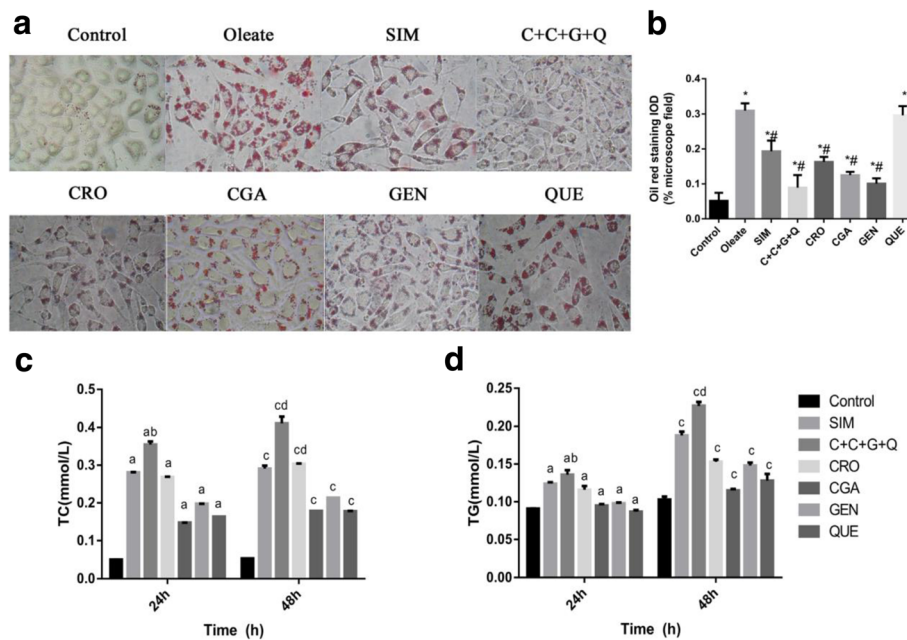 a
Control Oleate SIM C+C+G+Q
CRO CGA GEN QUE
b
Oil red staining IOD
(% microscope field)
0.4
0.3
0.2
0.1
0.0
* *# *# *# *# *# *
Control Oleate SIM C+C+G+Q CRO CGA GEN QUE
c
TC(mmol/L)
0.5
0.4
0.3
0.2
0.1
0.0
a ab a a a a
c cd cd c c c
24h 48h
Time (h)
d
TG(mmol/L)
0.25
0.20
0.15
0.10
0.05
0.00
a ab a a a a
c cd c c c c
24h 48h
Time (h)
Control
SIM
C+C+G+Q
CRO
CGA
GEN
QUE